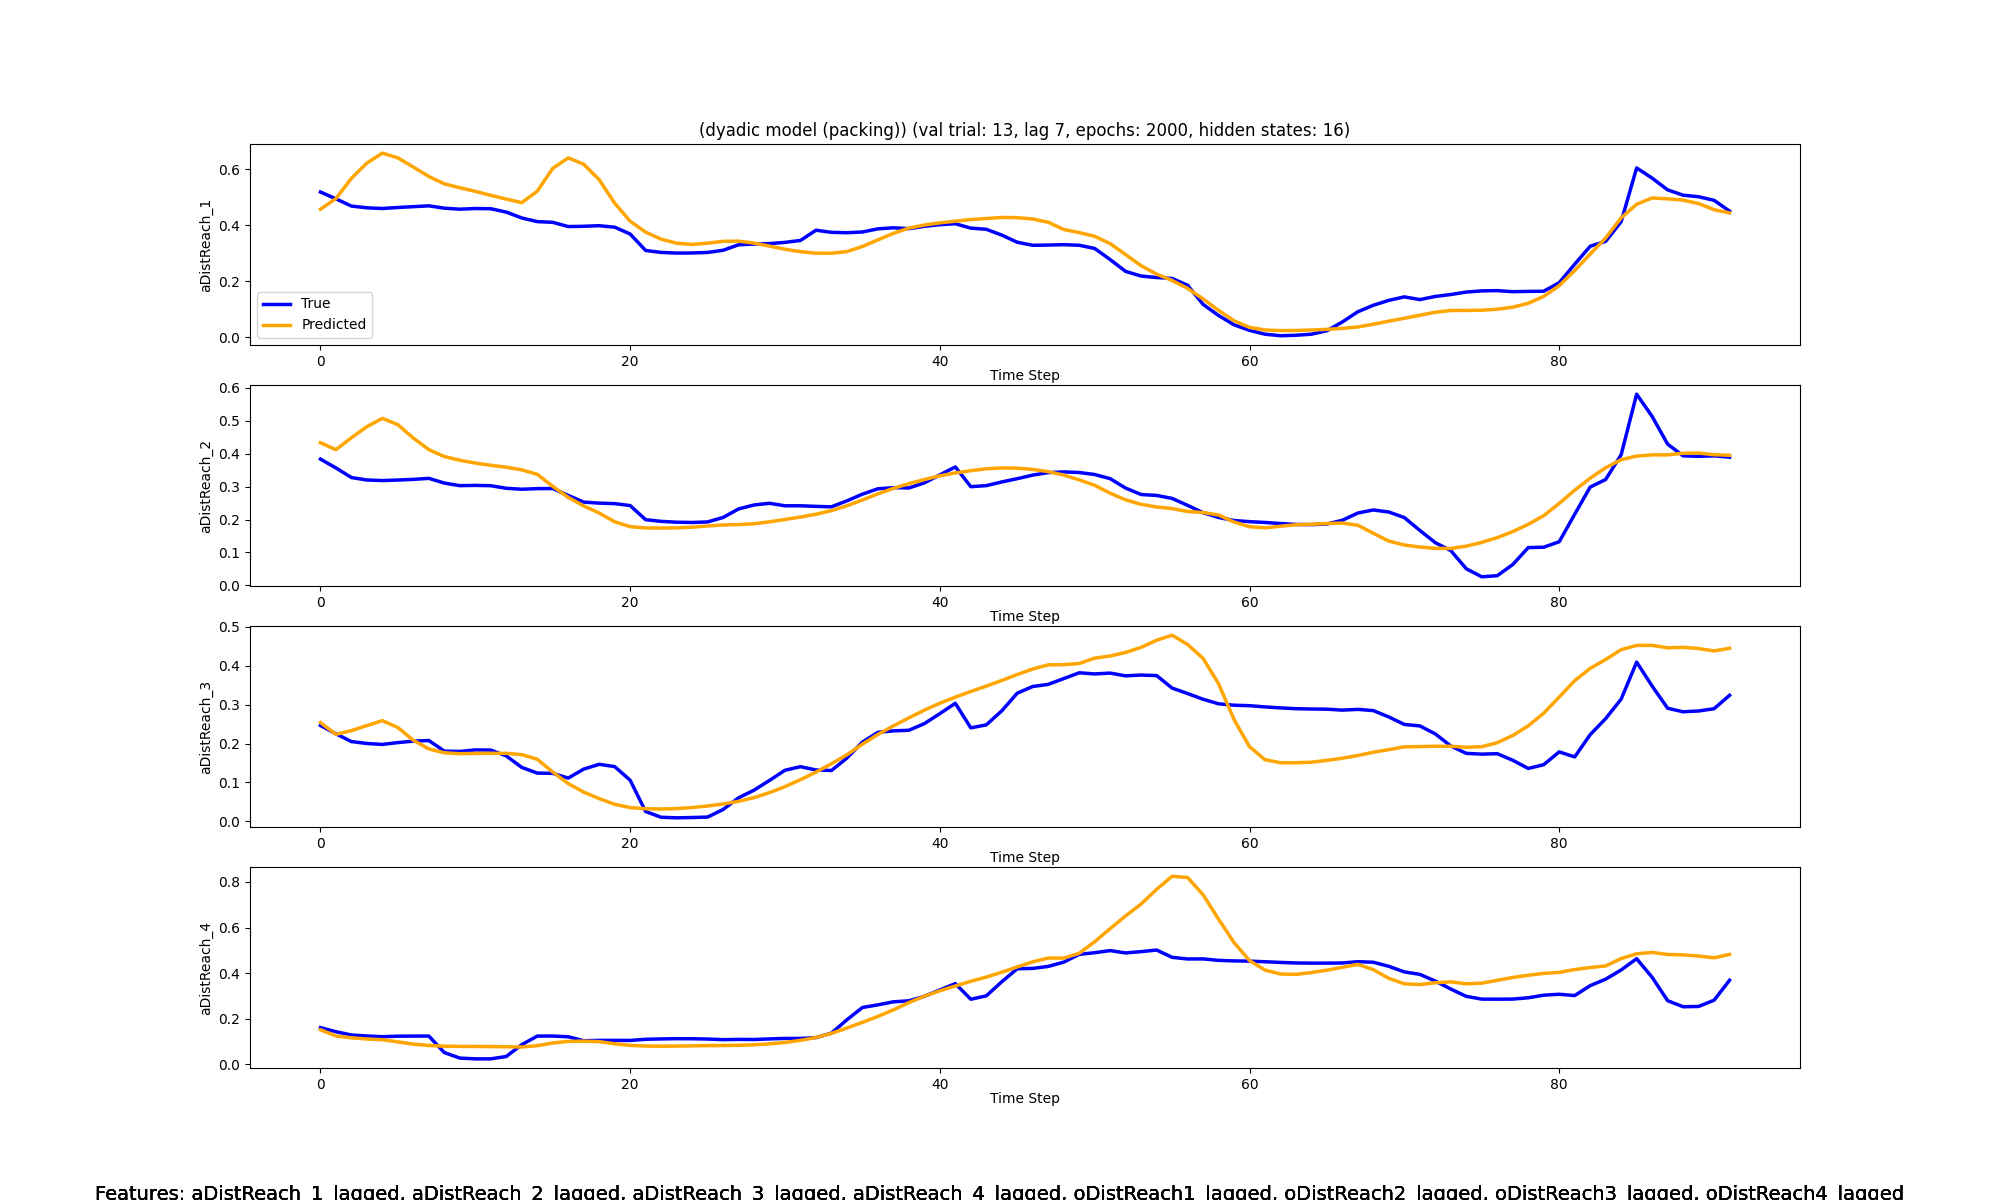 (dyadic model (packing)) (val trial: 13, lag 7, epochs: 2000, hidden states: 16)
aDistReach_1
0.6
0.4
0.2
0.0
True
Predicted
0 20 40 60 80
Time Step
aDistReach_2
0.6
0.5
0.4
0.3
0.2
0.1
0.0
0 20 40 60 80
Time Step
aDistReach_3
0.5
0.4
0.3
0.2
0.1
0.0
0 20 40 60 80
Time Step
aDistReach_4
0.8
0.6
0.4
0.2
0.0
0 20 40 60 80
Time Step
Features: aDistReach_1_lagged, aDistReach_2_lagged, aDistReach_3_lagged, aDistReach_4_lagged, oDistReach1_lagged, oDistReach2_lagged, oDistReach3_lagged, oDistReach4_lagged